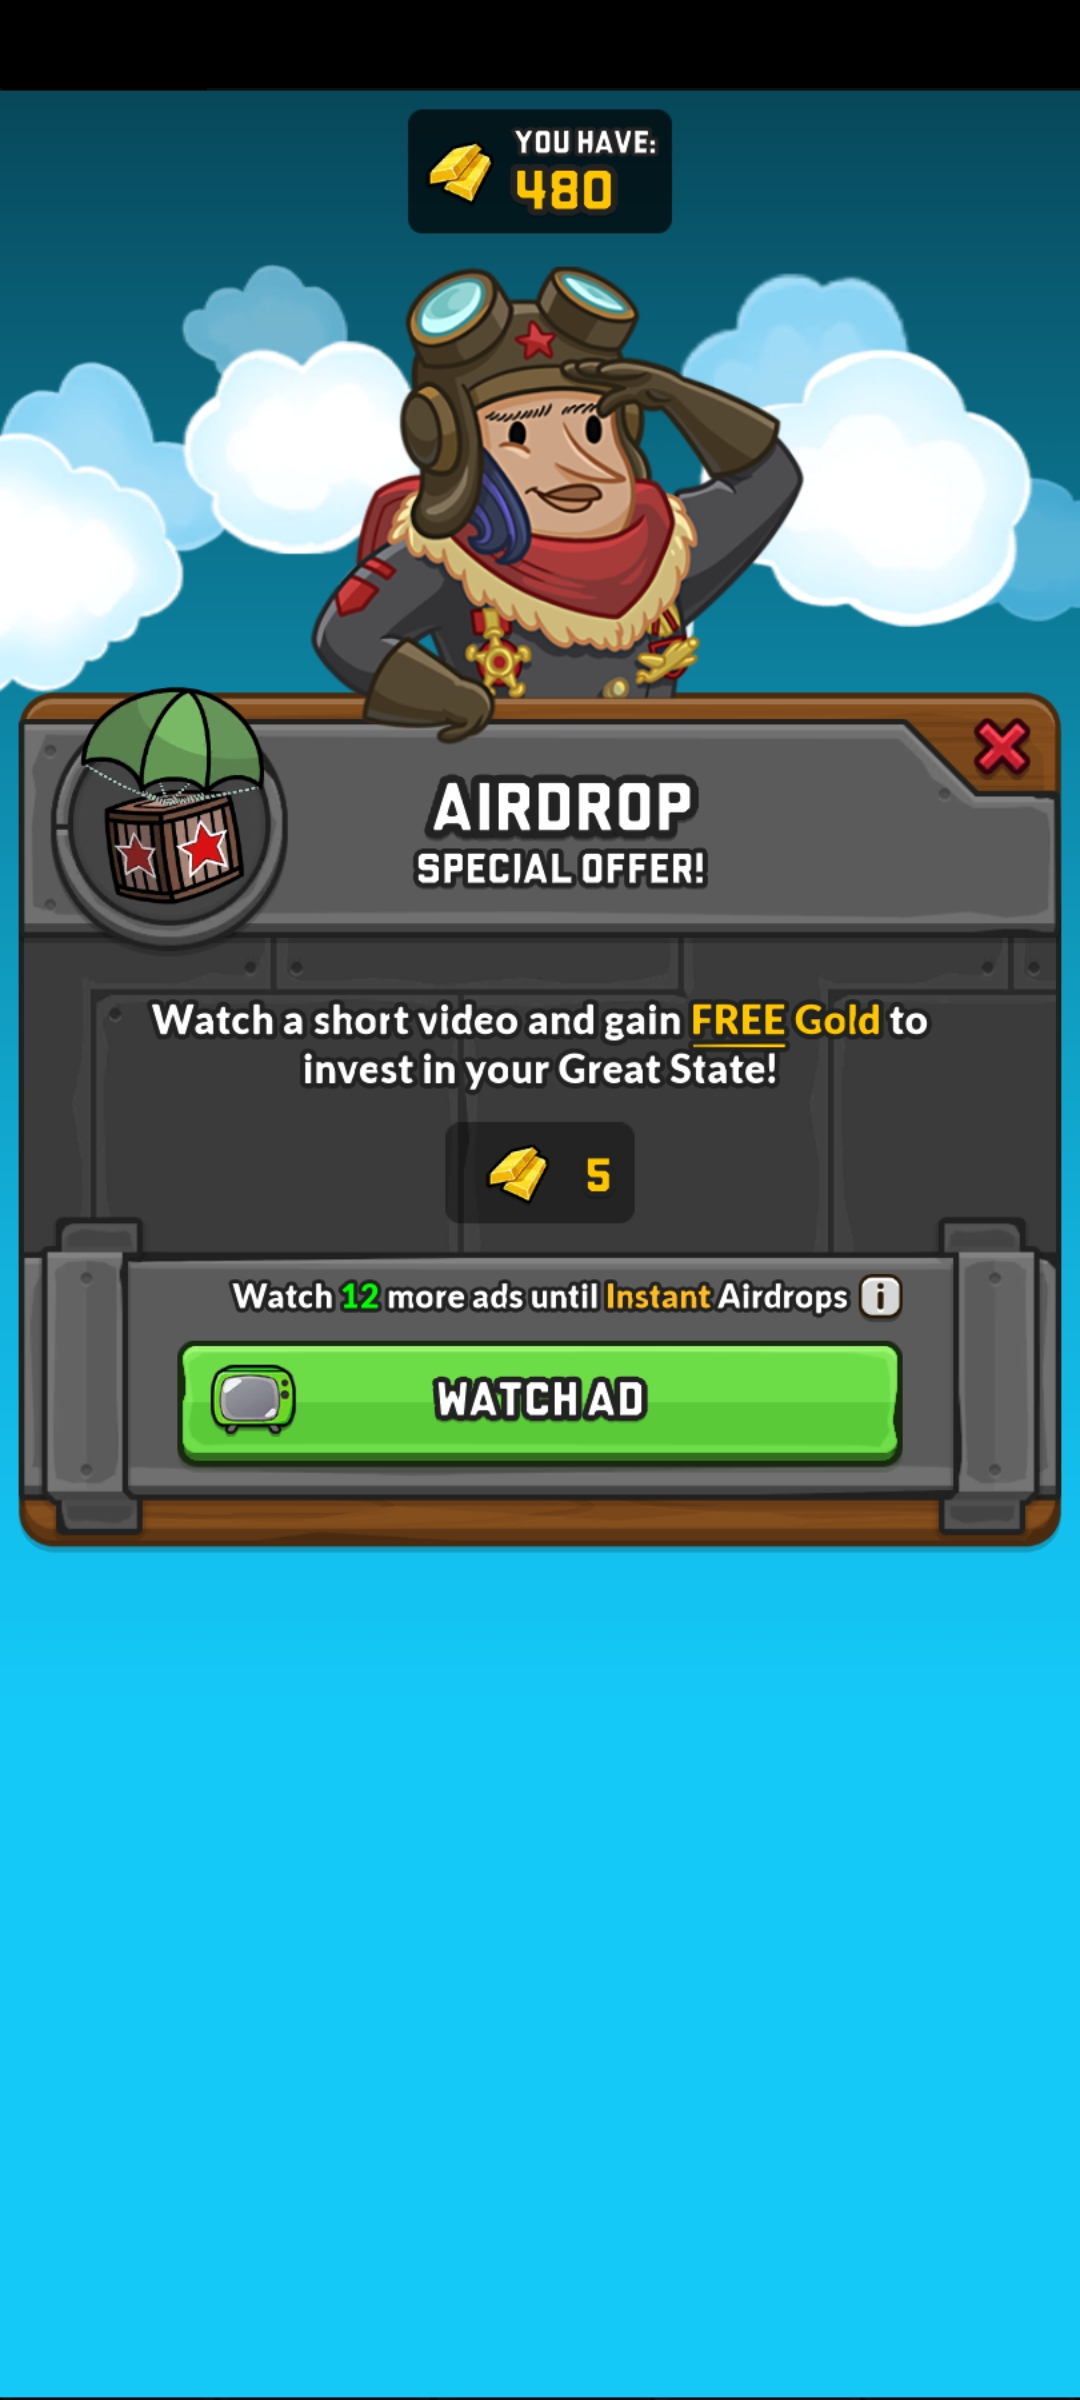 YOU HAVE:
480
AIRDROP
SPECIAL OFFER!
Watch a short video and gain FREE Gold to
invest in your Great State!
5
Watch 12 more ads until Instant Airdrops i
WATCH AD